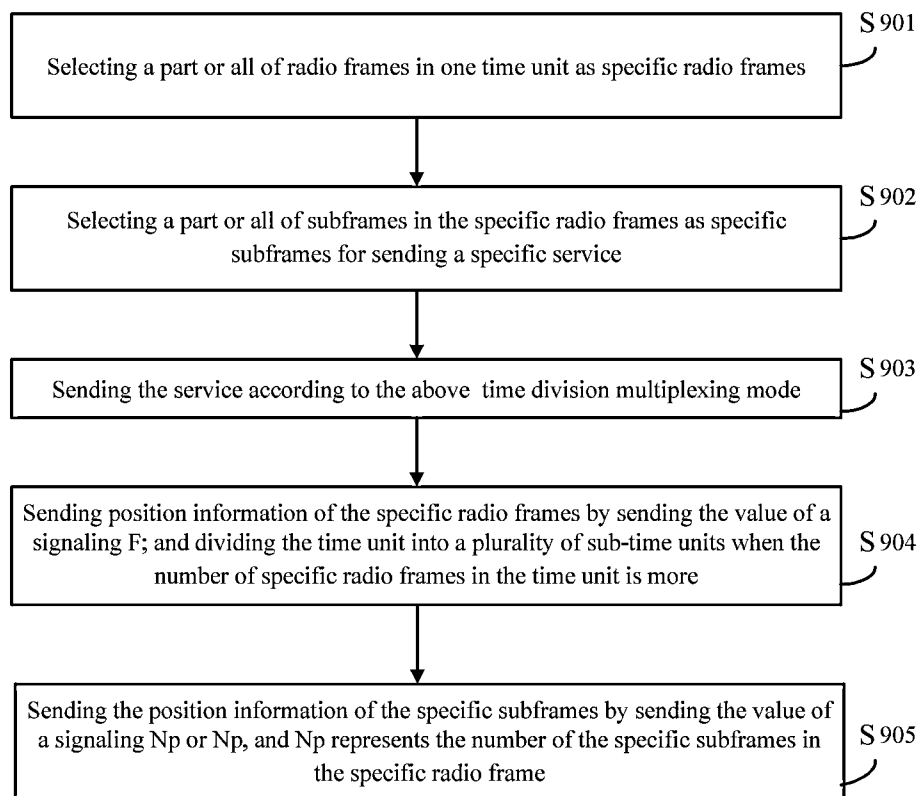 S 901
Selecting a part or all of radio frames in one time unit as specific radio frames
S 902
Selecting a part or all of subframes in the specific radio frames as specific
subframes for sending a specific service
S 903
Sending the service according to the above time division multiplexing mode
S 904
Sending position information of the specific radio frames by sending the value of a
signaling F; and dividing the time unit into a plurality of sub-time units when the
number of specific radio frames in the time unit is more
S 905
Sending the position information of the specific subframes by sending the value of
a signaling Np or Np, and Np represents the number of the specific subframes in
the specific radio frame